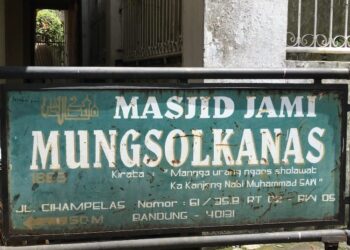 MASJID JAMI
MUNGSOLKANAS
1869 Kirata " Mangga urang ngaos sholawat
Ka Kanjeng Nabi Muhammad SAW "
JL. CIHAMPELAS Nomor : 61 / 35.B RT 02 - RW 05
50 M BANDUNG - 40131